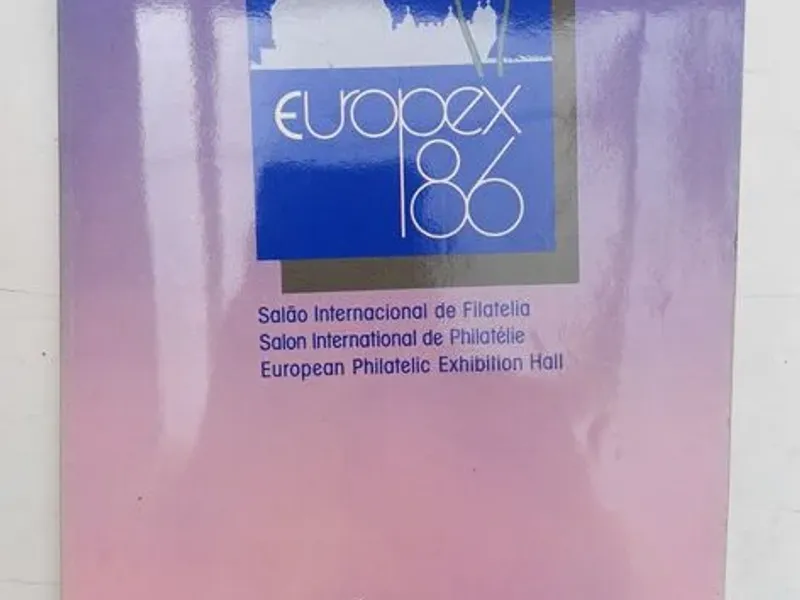 Europex
86
Salão Internacional de Filatelia
Salon International de Philatélie
European Philatelic Exhibition Hall